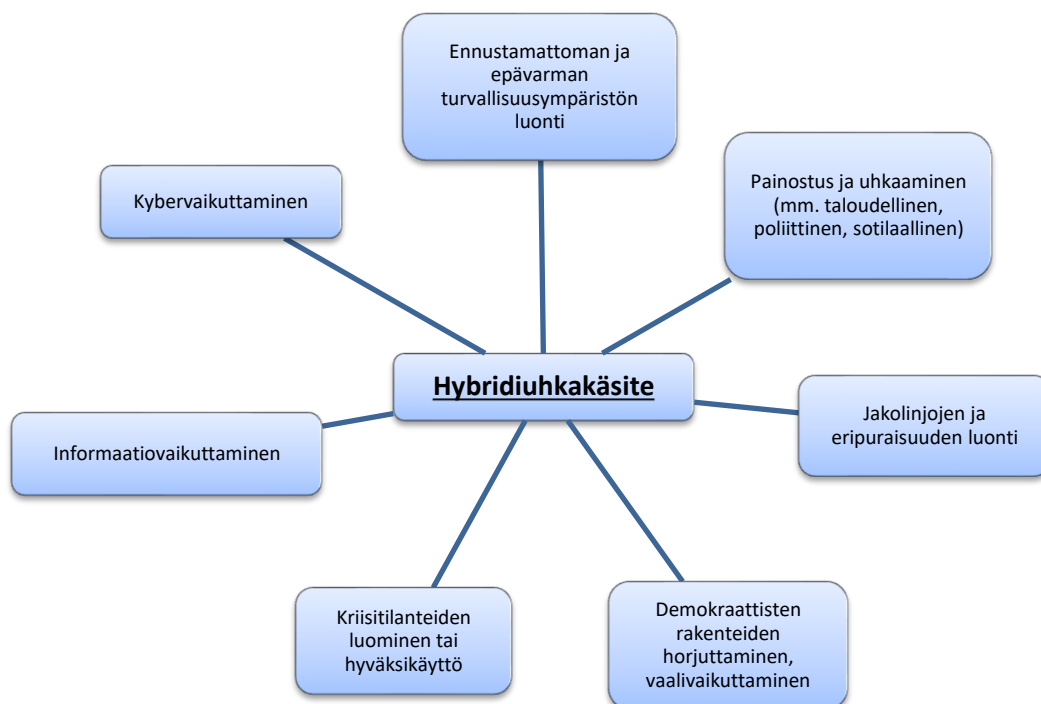 Ennustamattoman ja
epävarman
turvallisuusympäristön
luonti
Kybervaikuttaminen
Painostus ja uhkaaminen
(mm. taloudellinen,
poliittinen, sotilaallinen)
Hybridiuhkakäsite
Jakolinjojen ja
eripuraisuuden luonti
Informaatiovaikuttaminen
Kriisitilanteiden
luominen tai
hyväksikäyttö
Demokraattisten
rakenteiden
horjuttaminen,
vaalivaikuttaminen